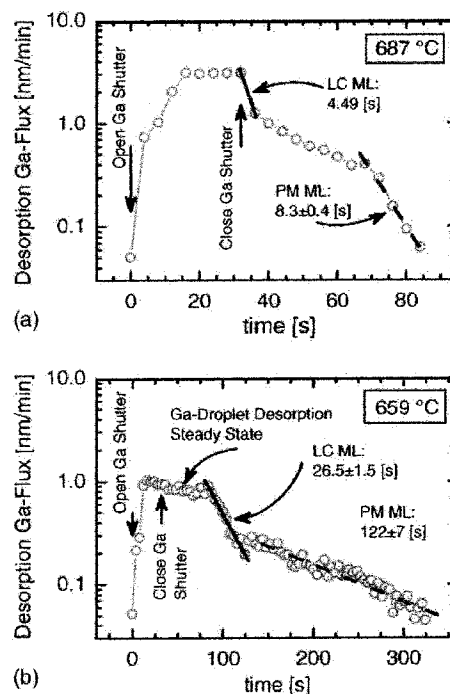 687 °C
Desorption Ga-Flux [nm/min]
10.0
1.0
0.1
Open Ga Shutter
Close Ga Shutter
LC ML:
4.49 [s]
PM ML:
8.3±0.4 [s]
0 20 40 60 80
time [s]
(a)
659 °C
Desorption Ga-Flux [nm/min]
10.0
1.0
0.1
Open Ga Shutter
Ga-Droplet Desorption
Steady State
Close Ga
Shutter
LC ML:
26.5±1.5 [s]
PM ML:
122±7 [s]
0 100 200 300
time [s]
(b)